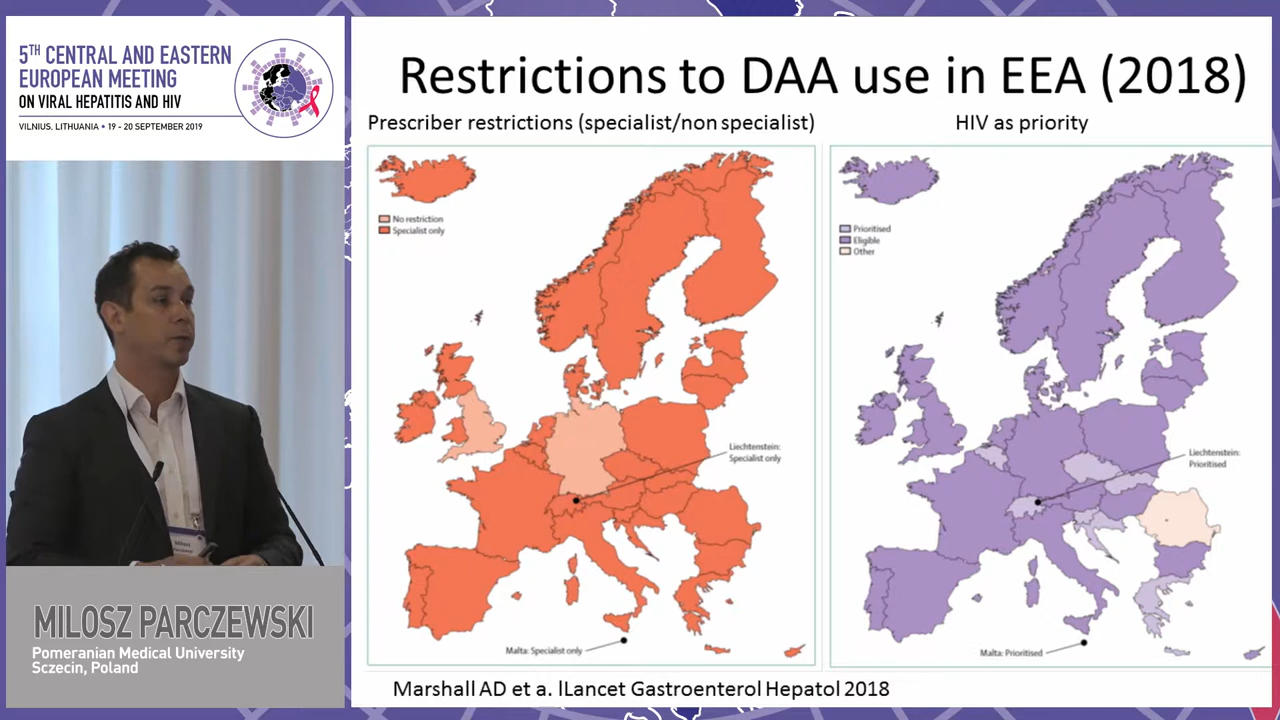 5TH CENTRAL AND EASTERN
EUROPEAN MEETING
ON VIRAL HEPATITIS AND HIV
VILNIUS, LITHUANIA • 19 - 20 SEPTEMBER 2019
Restrictions to DAA use in EEA (2018)
Prescriber restrictions (specialist/non specialist)
HIV as priority
No restriction
Specialist only
Liechtenstein:
Specialist only
Malta: Specialist only
Prioritised
Eligible
Other
Liechtenstein:
Prioritised
Malta: Prioritised
Marshall AD et a. lLancet Gastroenterol Hepatol 2018
Milosz
MILOSZ PARCZEWSKI
Pomeranian Medical University
Sczecin, Poland